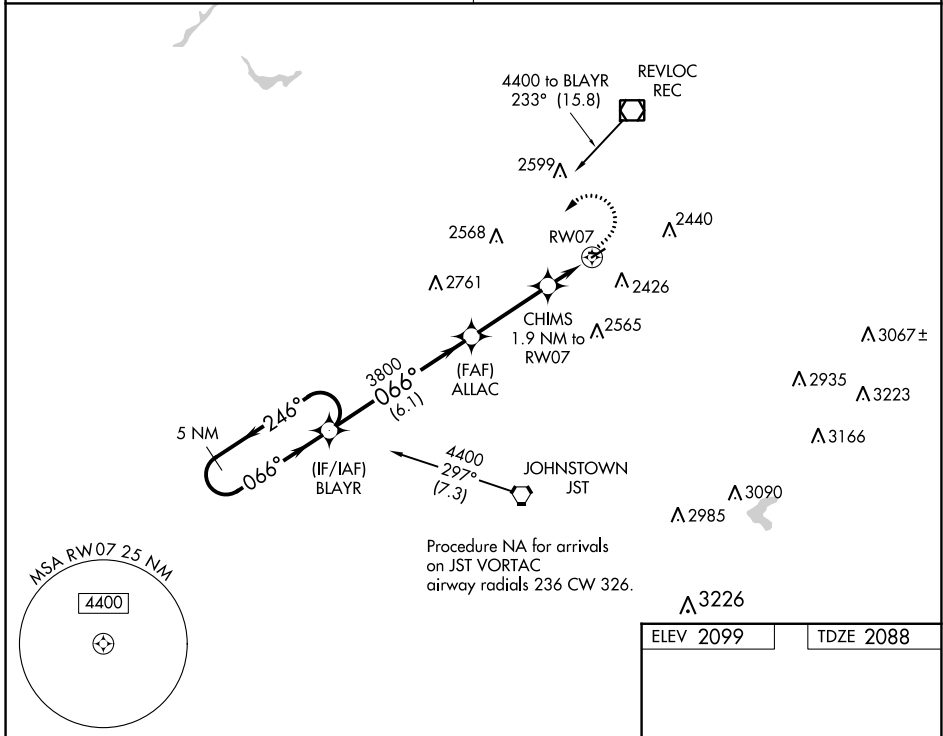 4400 to BLAYR
233° (15.8)
REVLOC
REC
2599
2568
RW07
2440
2761
2426
CHIMS
1.9 NM to
RW07
2565
3067±
3800
066°
(6.1)
(FAF)
ALLAC
2935
3223
246°
5 NM
3166
066°
(IF/IAF)
BLAYR
4400
297°
(7.3)
JOHNSTOWN
JST
3090
2985
Procedure NA for arrivals
on JST VORTAC
airway radials 236 CW 326.
MSA RW07 25 NM
4400
3226
ELEV 2099
TDZE 2088